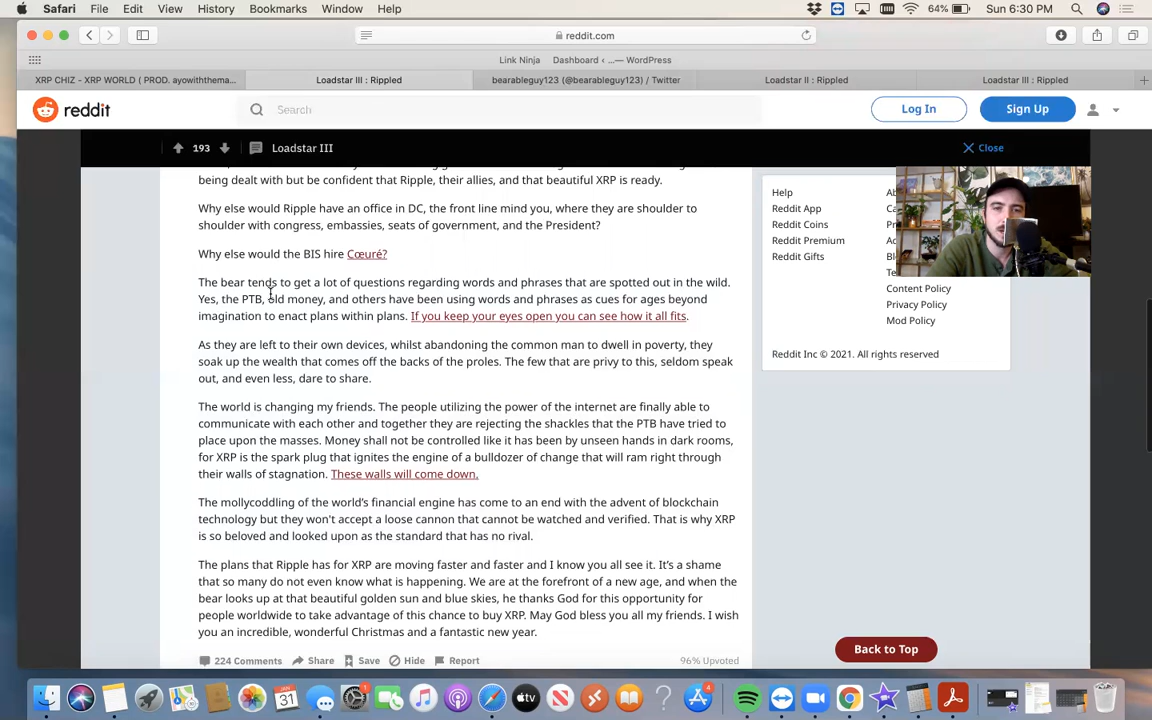 Safari File Edit View History Bookmarks Window Help 64% Sun 6:30 PM
reddit.com
Link Ninja Dashboard ‹ ...— WordPress
XRP CHIZ - XRP WORLD ( PROD. ayowiththema... Loadstar III : Rippled bearableguy123 (@bearableguy123) / Twitter Loadstar II : Rippled Loadstar III : Rippled
reddit Search Log In Sign Up
193 Loadstar III Close
being dealt with but be confident that Ripple, their allies, and that beautiful XRP is ready.
Why else would Ripple have an office in DC, the front line mind you, where they are shoulder to
shoulder with congress, embassies, seats of government, and the President?
Why else would the BIS hire Cœuré?
The bear tends to get a lot of questions regarding words and phrases that are spotted out in the wild.
Yes, the PTB, old money, and others have been using words and phrases as cues for ages beyond
imagination to enact plans within plans. If you keep your eyes open you can see how it all fits.
As they are left to their own devices, whilst abandoning the common man to dwell in poverty, they
soak up the wealth that comes off the backs of the proles. The few that are privy to this, seldom speak
out, and even less, dare to share.
The world is changing my friends. The people utilizing the power of the internet are finally able to
communicate with each other and together they are rejecting the shackles that the PTB have tried to
place upon the masses. Money shall not be controlled like it has been by unseen hands in dark rooms,
for XRP is the spark plug that ignites the engine of a bulldozer of change that will ram right through
their walls of stagnation. These walls will come down.
The mollycoddling of the world's financial engine has come to an end with the advent of blockchain
technology but they won't accept a loose cannon that cannot be watched and verified. That is why XRP
is so beloved and looked upon as the standard that has no rival.
The plans that Ripple has for XRP are moving faster and faster and I know you all see it. It's a shame
that so many do not even know what is happening. We are at the forefront of a new age, and when the
bear looks up at that beautiful golden sun and blue skies, he thanks God for this opportunity for
people worldwide to take advantage of this chance to buy XRP. May God bless you all my friends. I wish
you an incredible, wonderful Christmas and a fantastic new year.
224 Comments Share Save Hide Report 96% Upvoted
Help
Reddit App
Reddit Coins
Reddit Premium
Reddit Gifts
Content Policy
Privacy Policy
Mod Policy
Reddit Inc © 2021. All rights reserved
Back to Top
JAN
31
tv
4